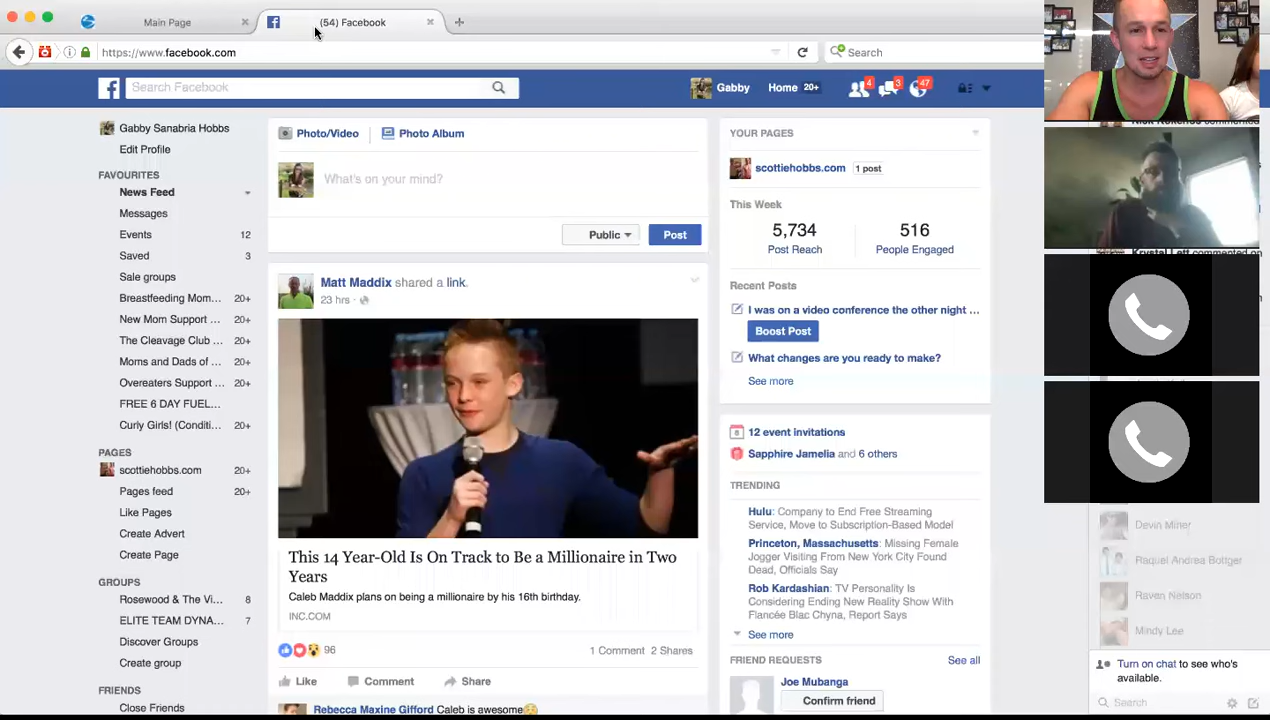 Main Page
(54) Facebook
https://www.facebook.com
Search
Search Facebook
Gabby
Home 20+
4
3
47
Gabby Sanabria Hobbs
Edit Profile
FAVOURITES
News Feed
Messages
Events 12
Saved 3
Sale groups
Breastfeeding Mom... 20+
New Mom Support ... 20+
The Cleavage Club ... 20+
Moms and Dads of ... 20+
Overeaters Support ... 20+
FREE 6 DAY FUEL...
Curly Girls! (Conditi... 20+
PAGES
scottiehobbs.com 20+
Pages feed 20+
Like Pages
Create Advert
Create Page
GROUPS
Rosewood & The Vi... 8
ELITE TEAM DYNA... 7
Discover Groups
Create group
FRIENDS
Close Friends
Photo/Video
Photo Album
What's on your mind?
Public
Post
Matt Maddix shared a link.
23 hrs
This 14 Year-Old Is On Track to Be a Millionaire in Two
Years
Caleb Maddix plans on being a millionaire by his 16th birthday.
INC.COM
96
1 Comment 2 Shares
Like Comment Share
Rebecca Maxine Gifford Caleb is awesome
YOUR PAGES
scottiehobbs.com 1 post
This Week
5,734 516
Post Reach People Engaged
Recent Posts
I was on a video conference the other night ...
Boost Post
What changes are you ready to make?
See more
12 event invitations
Sapphire Jamelia and 6 others
TRENDING
Hulu: Company to End Free Streaming
Service, Move to Subscription-Based Model
Princeton, Massachusetts: Missing Female
Jogger Visiting From New York City Found
Dead, Officials Say
Rob Kardashian: TV Personality Is
Considering Ending New Reality Show With
Fiancée Blac Chyna, Report Says
See more
FRIEND REQUESTS See all
Joe Mubanga
Confirm friend
commented
Krystal Lett commented on
Devin Miller
Raquel Andrea Bottger
Raven Nelson
Mindy Lee
Turn on chat to see who's
available.
Search